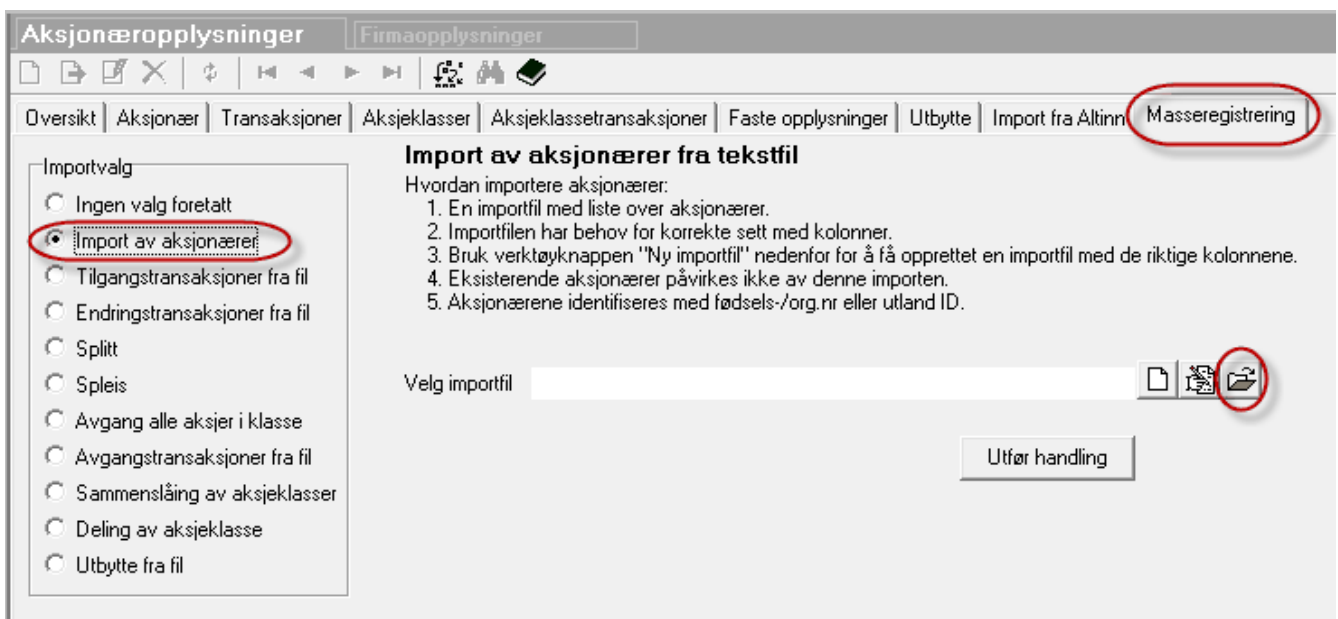 Aksjonæropplysninger Firmaopplysninger
Oversikt Aksjonær Transaksjoner Aksjeklasser Aksjeklassetransaksjoner Faste opplysninger Utbytte Import fra Altinn Masseregistrering
Importvalg
Ingen valg foretatt
Import av aksjonærer
Tilgangstransaksjoner fra fil
Endringstransaksjoner fra fil
Splitt
Spleis
Avgang alle aksjer i klasse
Avgangstransaksjoner fra fil
Sammenslåing av aksjeklasser
Deling av aksjeklasse
Utbytte fra fil
Import av aksjonærer fra tekstfil
Hvordan importere aksjonærer:
1. En importfil med liste over aksjonærer.
2. Importfilen har behov for korrekte sett med kolonner.
3. Bruk verktøyknappen "Ny importfil" nedenfor for å få opprettet en importfil med de riktige kolonnene.
4. Eksisterende aksjonærer påvirkes ikke av denne importen.
5. Aksjonærene identifiseres med fødsels-/org.nr eller utland ID.
Velg importfil
Utfør handling